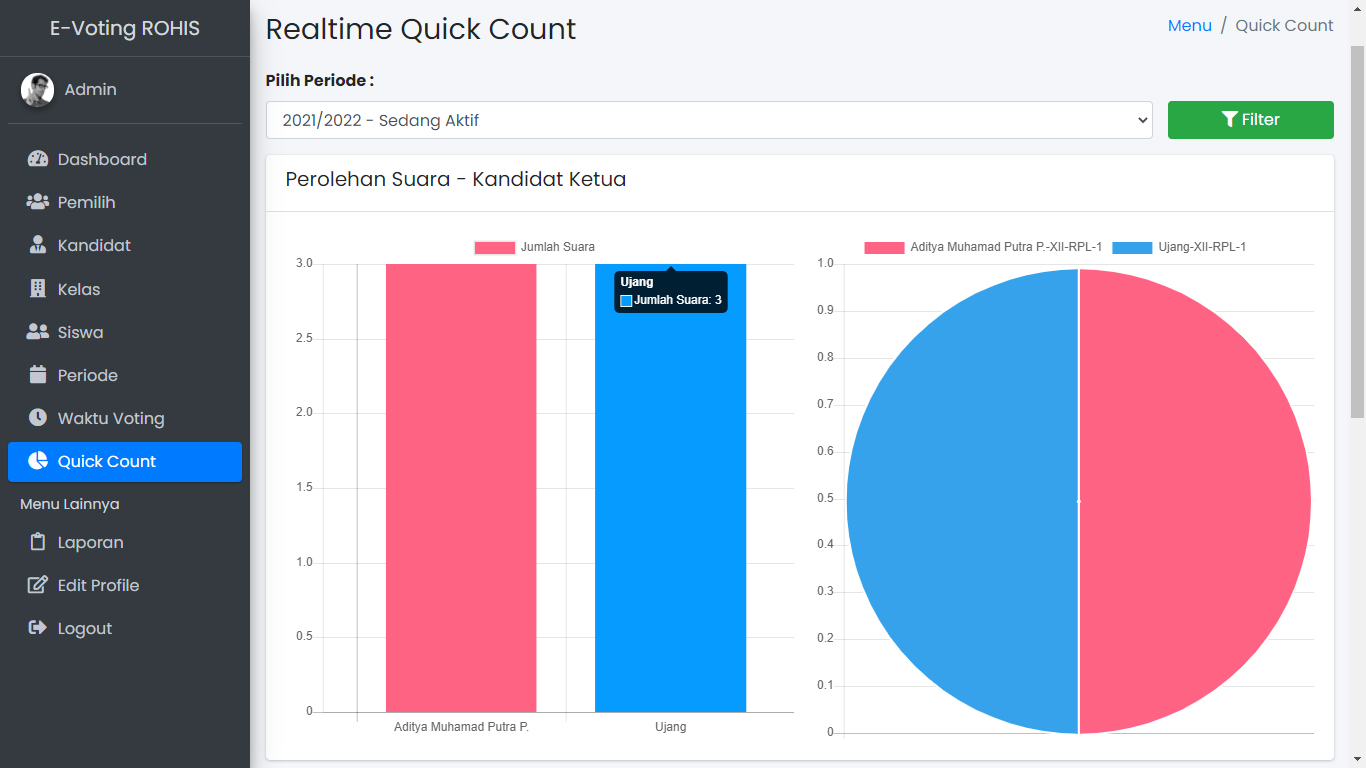 E-Voting ROHIS
Admin
Dashboard
Pemilih
Kandidat
Kelas
Siswa
Periode
Waktu Voting
Quick Count
Menu Lainnya
Laporan
Edit Profile
Logout
Realtime Quick Count
Menu / Quick Count
Pilih Periode :
2021/2022 - Sedang Aktif
Filter
Perolehan Suara - Kandidat Ketua
Jumlah Suara
3.0
2.5
2.0
1.5
1.0
0.5
0
Ujang
Jumlah Suara: 3
Aditya Muhamad Putra P.
Ujang
Aditya Muhamad Putra P.-XII-RPL-1
Ujang-XII-RPL-1
1.0
0.9
0.8
0.7
0.6
0.5
0.4
0.3
0.2
0.1
0